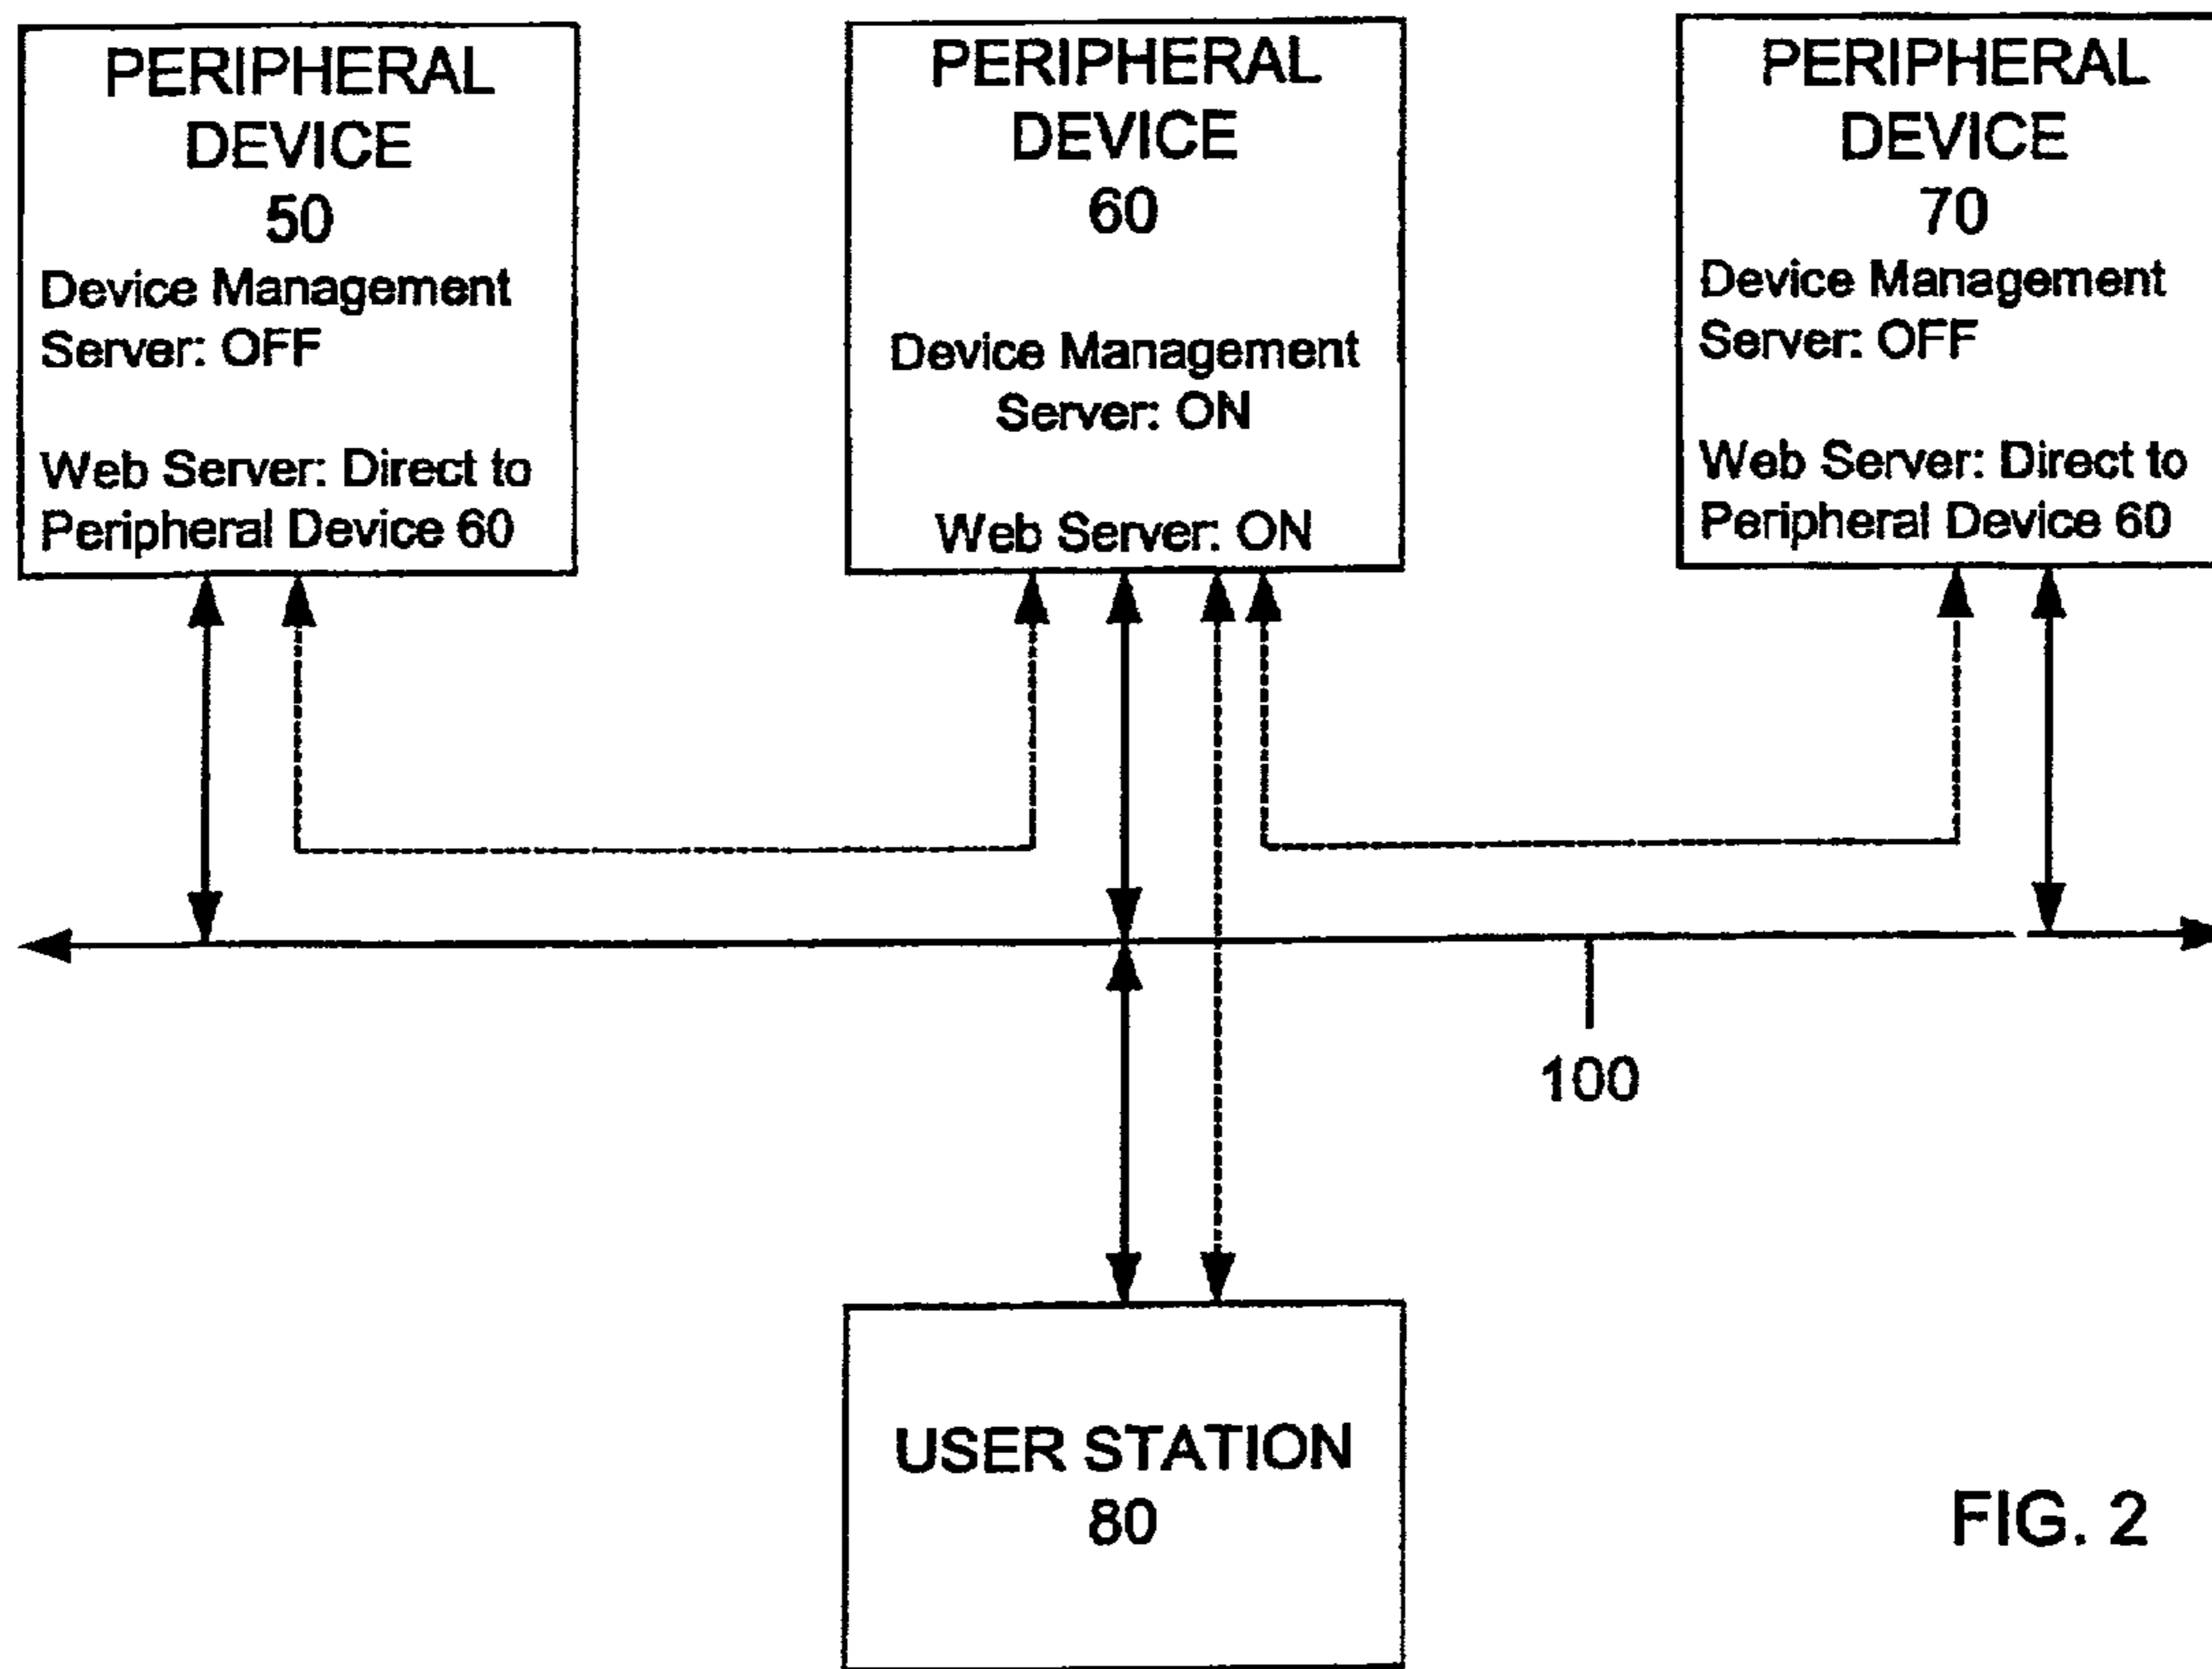 PERIPHERAL
DEVICE
50
Device Management
Server: OFF
Web Server: Direct to
Peripheral Device 60
PERIPHERAL
DEVICE
60
Device Management
Server: ON
Web Server: ON
PERIPHERAL
DEVICE
70
Device Management
Server: OFF
Web Server: Direct to
Peripheral Device 60
100
USER STATION
80
FIG. 2